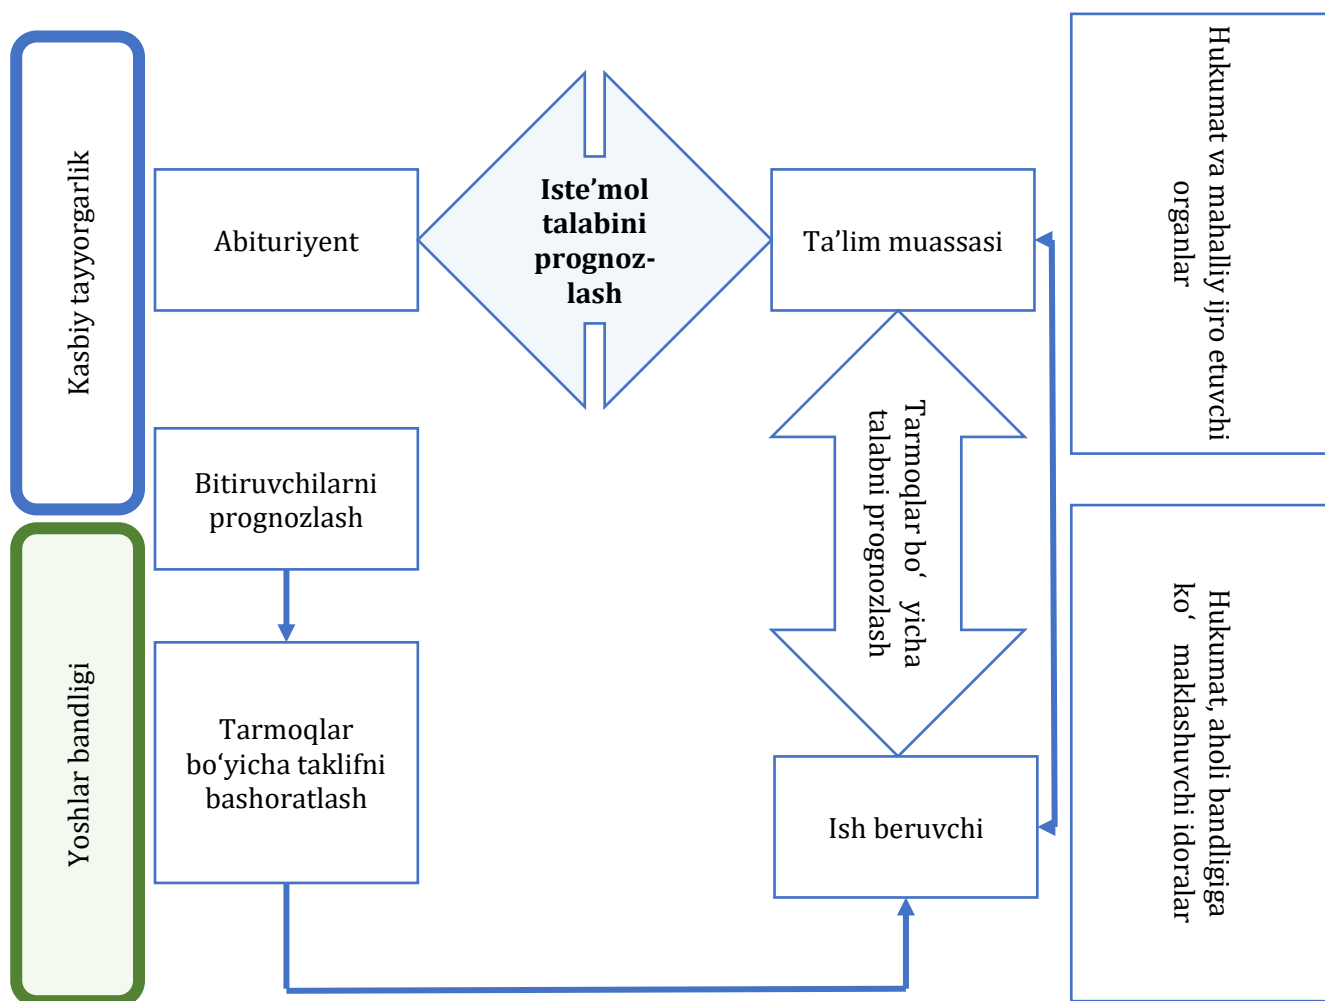 Kasbiy tayyorgarlik
Abituriyent
Iste’mol
talabini
prognoz-
lash
Ta’lim muassasi
Hukumat va mahalliy ijro etuvchi
organlar
Bitiruvchilarni
prognozlash
Tarmoqlar bo‘ yicha
talabni prognozlash
Yoshlar bandligi
Tarmoqlar
bo‘yicha taklifni
bashoratlash
Ish beruvchi
Hukumat, aholi bandligiga
ko‘ maklashuvchi idoralar